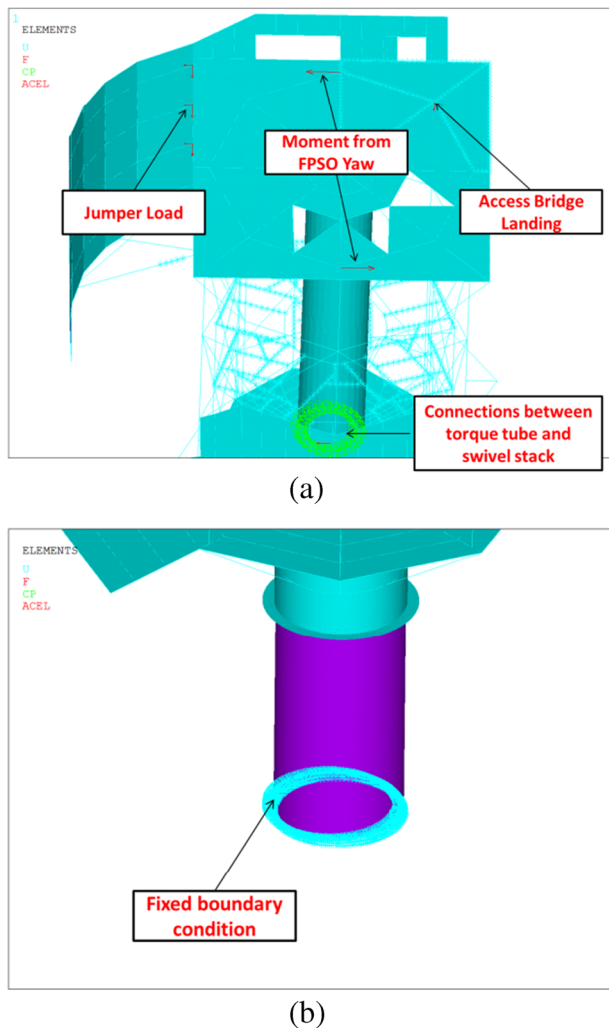 1
ELEMENTS
U
F
CP
ACEL
Moment from
FPSO Yaw
Jumper Load
Access Bridge
Landing
Connections between
torque tube and
swivel stack
(a)
ELEMENTS
U
F
CP
ACEL
Fixed boundary
condition
(b)